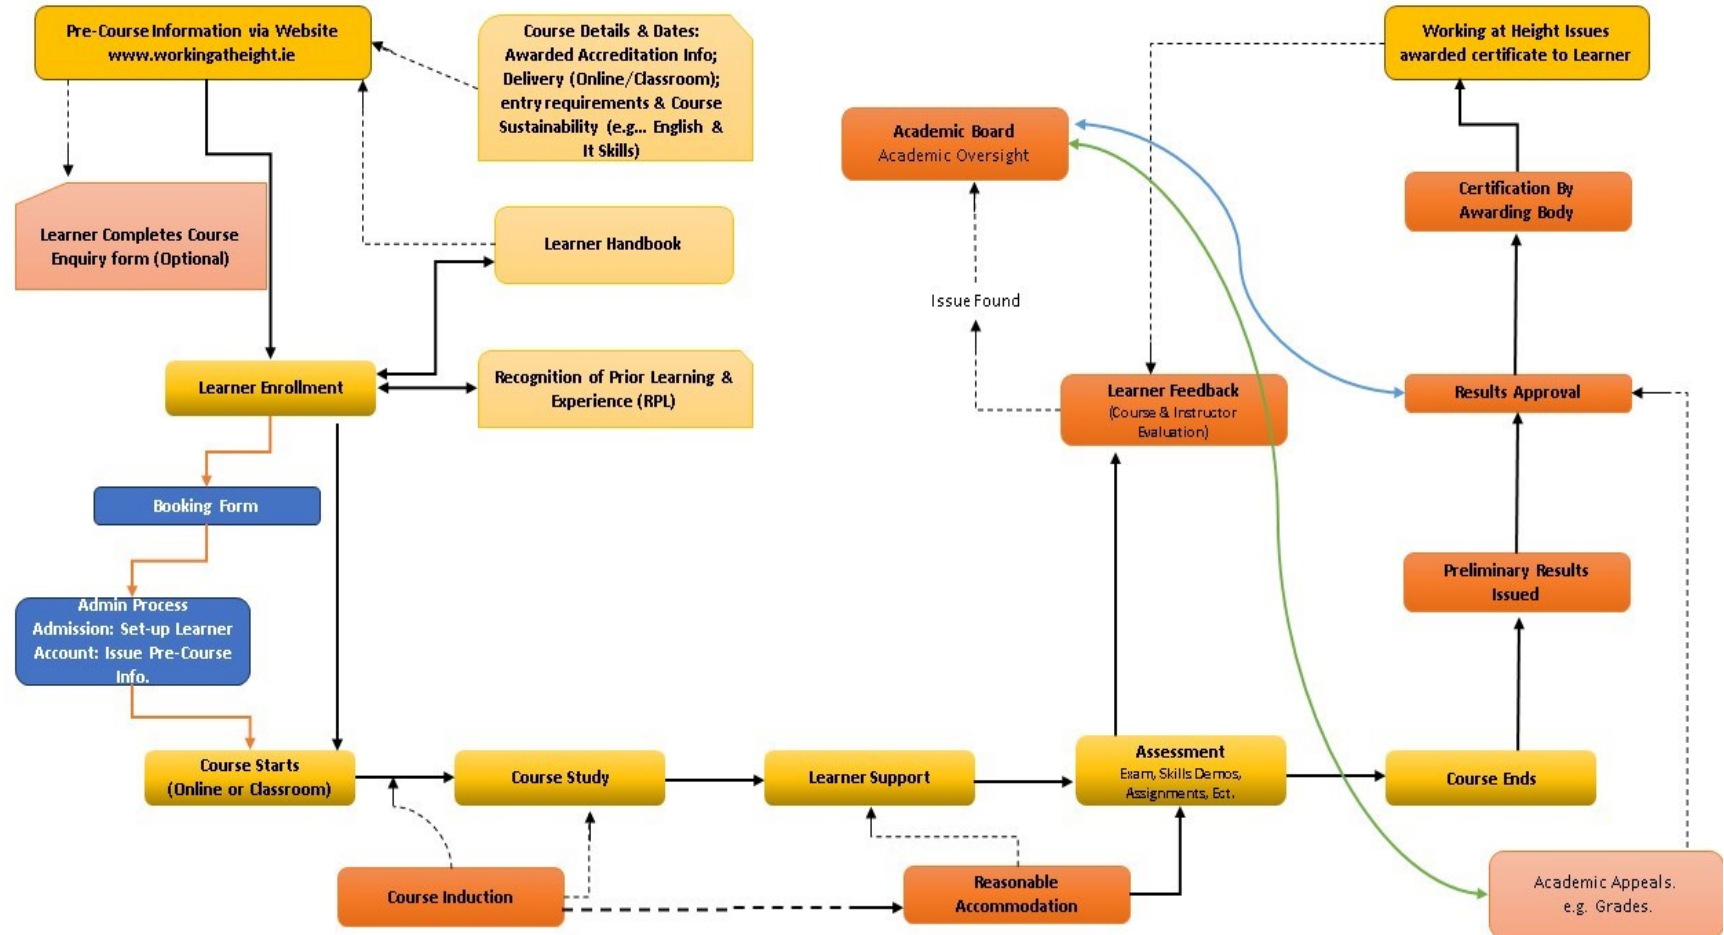 Pre-Course Information via Website
www.workingatheight.ie
Course Details & Dates:
Awarded Accreditation Info;
Delivery (Online/Classroom);
entry requirements & Course
Sustainability (e.g... English &
It Skills)
Working at Height Issues
awarded certificate to Learner
Academic Board
Academic Oversight
Certification By
Awarding Body
Learner Completes Course
Enquiry form (Optional)
Learner Handbook
Issue Found
Learner Enrollment
Recognition of Prior Learning &
Experience (RPL)
Learner Feedback
(Course & Instructor
Evaluation)
Results Approval
Booking Form
Preliminary Results
Issued
Admin Process
Admission: Set-up Learner
Account: Issue Pre-Course
Info.
Course Starts
(Online or Classroom)
Course Study
Learner Support
Assessment
Exam, Skills Demos,
Assignments, Ect.
Course Ends
Course Induction
Reasonable
Accommodation
Academic Appeals.
e.g. Grades.